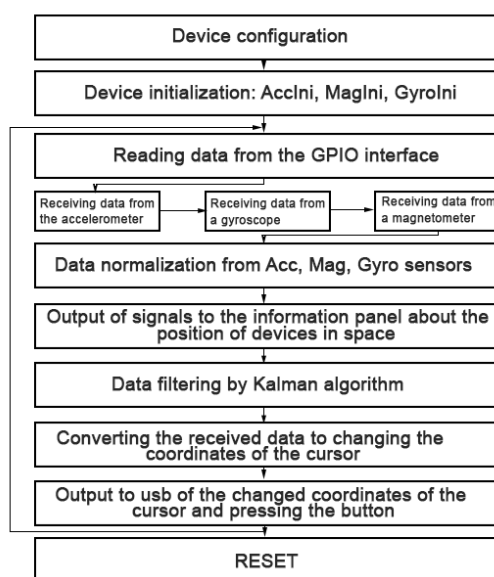 Device configuration
Device initialization: AccIni, MagIni, GyroIni
Reading data from the GPIO interface
Receiving data from
the accelerometer
Receiving data from
a gyroscope
Receiving data from
a magnetometer
Data normalization from Acc, Mag, Gyro sensors
Output of signals to the information panel about the
position of devices in space
Data filtering by Kalman algorithm
Converting the received data to changing the
coordinates of the cursor
Output to usb of the changed coordinates of the
cursor and pressing the button
RESET